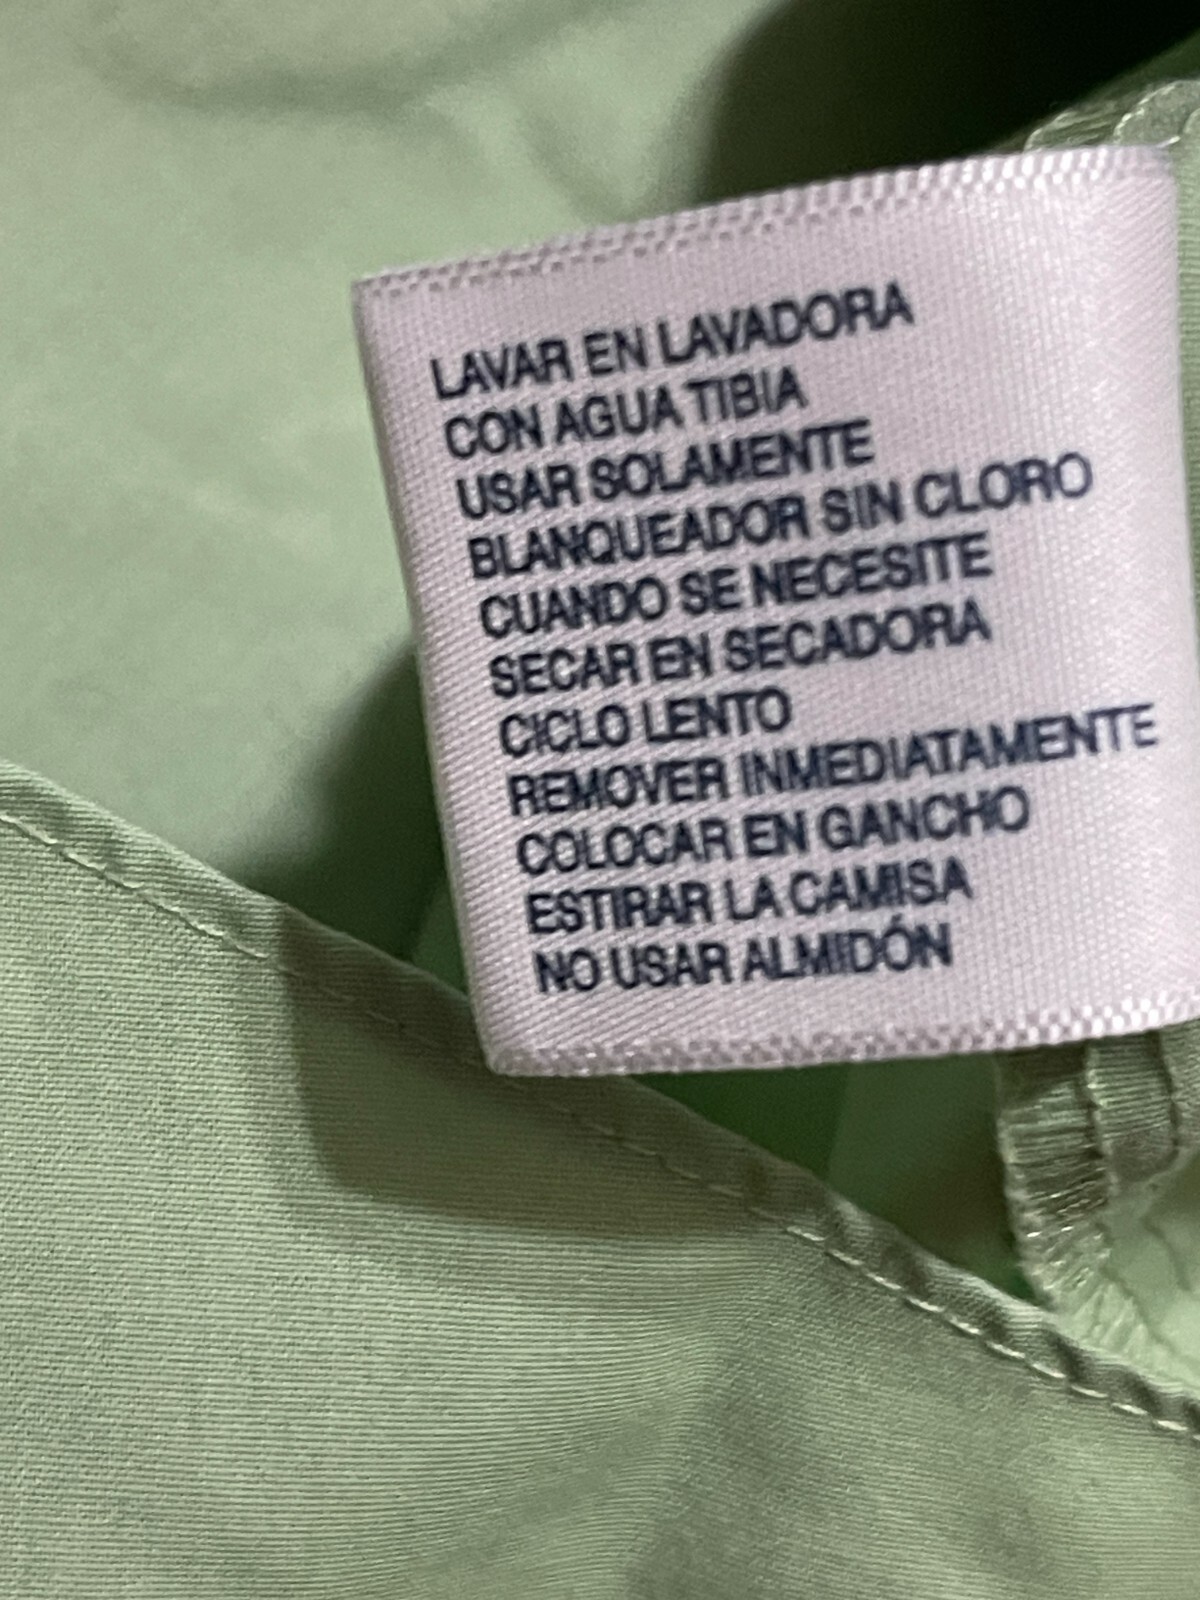 LAVAR EN LAVADORA
CON AGUA TIBIA
USAR SOLAMENTE
BLANQUEADOR SIN CLORO
CUANDO SE NECESITE
SECAR EN SECADORA
CICLO LENTO
REMOVER INMEDIATAMENTE
COLOCAR EN GANCHO
ESTIRAR LA CAMISA
NO USAR ALMIDÓN